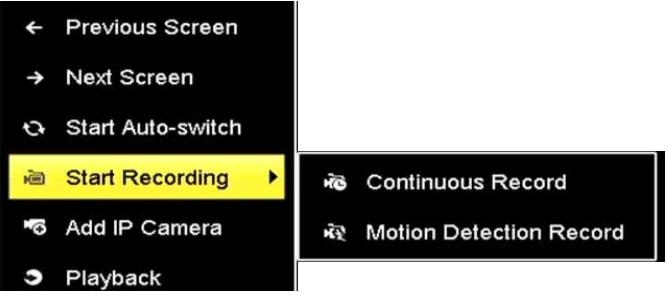 Previous Screen
Next Screen
Start Auto-switch
Start Recording
Continuous Record
Add IP Camera
Motion Detection Record
Playback